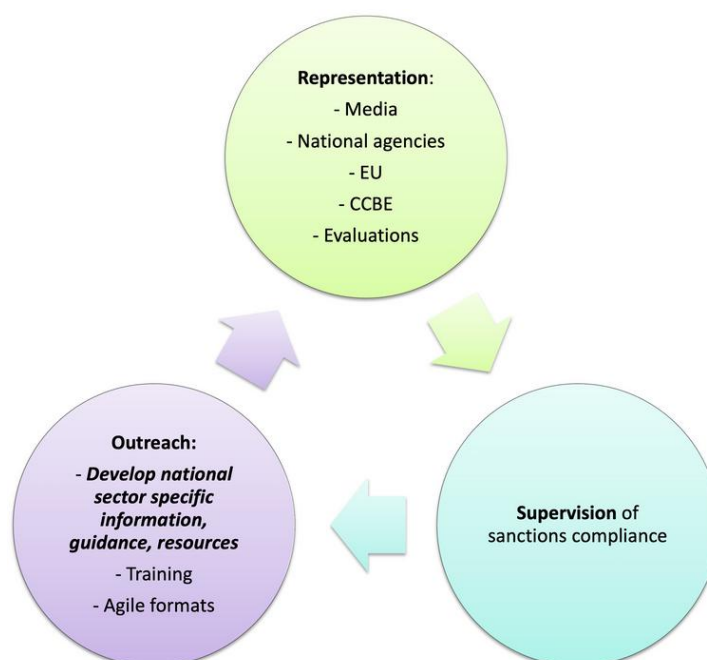 Representation:
- Media
- National agencies
- EU
- CCBE
- Evaluations
Outreach:
- Develop national
sector specific
information,
guidance, resources
- Training
- Agile formats
Supervision of
sanctions compliance